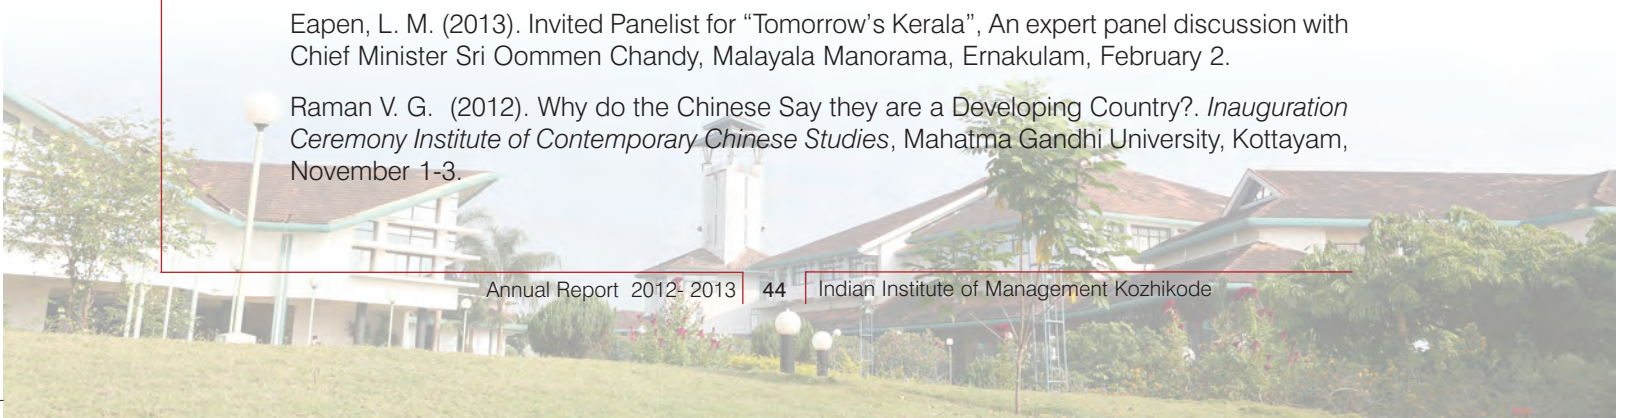 Eapen, L. M. (2013). Invited Panelist for “Tomorrow’s Kerala”, An expert panel discussion with
Chief Minister Sri Oommen Chandy, Malayala Manorama, Ernakulam, February 2.
Raman V. G. (2012). Why do the Chinese Say they are a Developing Country?. Inauguration
Ceremony Institute of Contemporary Chinese Studies, Mahatma Gandhi University, Kottayam,
November 1-3.
Annual Report 2012- 2013 44 Indian Institute of Management Kozhikode